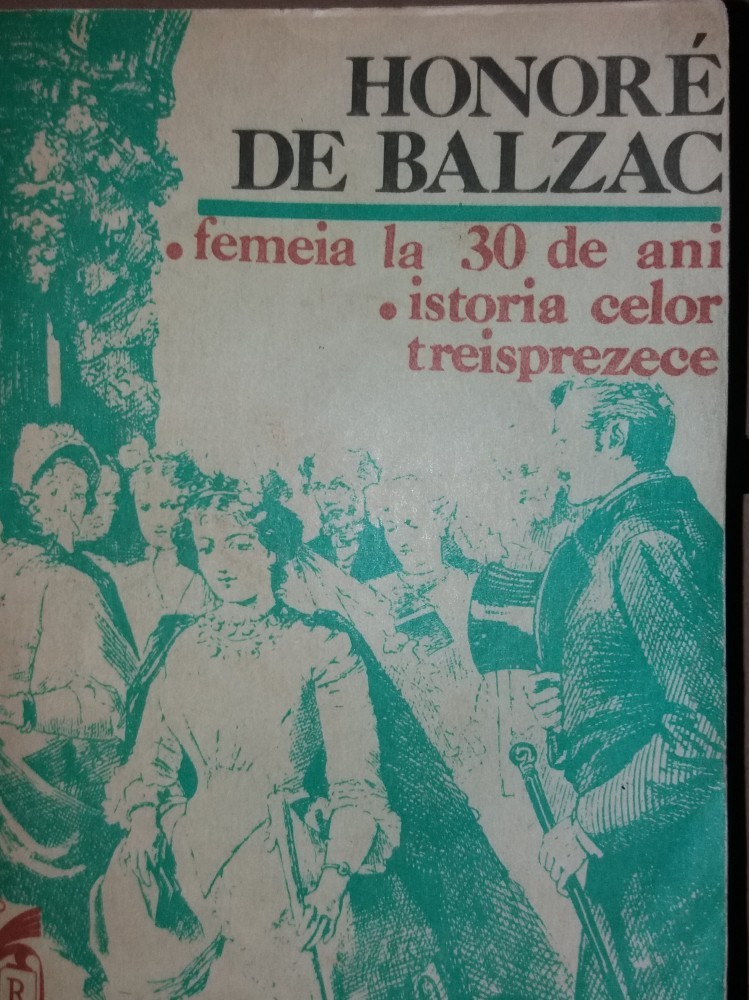 HONORÉ
DE BALZAC
• femeia la 30 de ani
• istoria celor
treisprezece
R